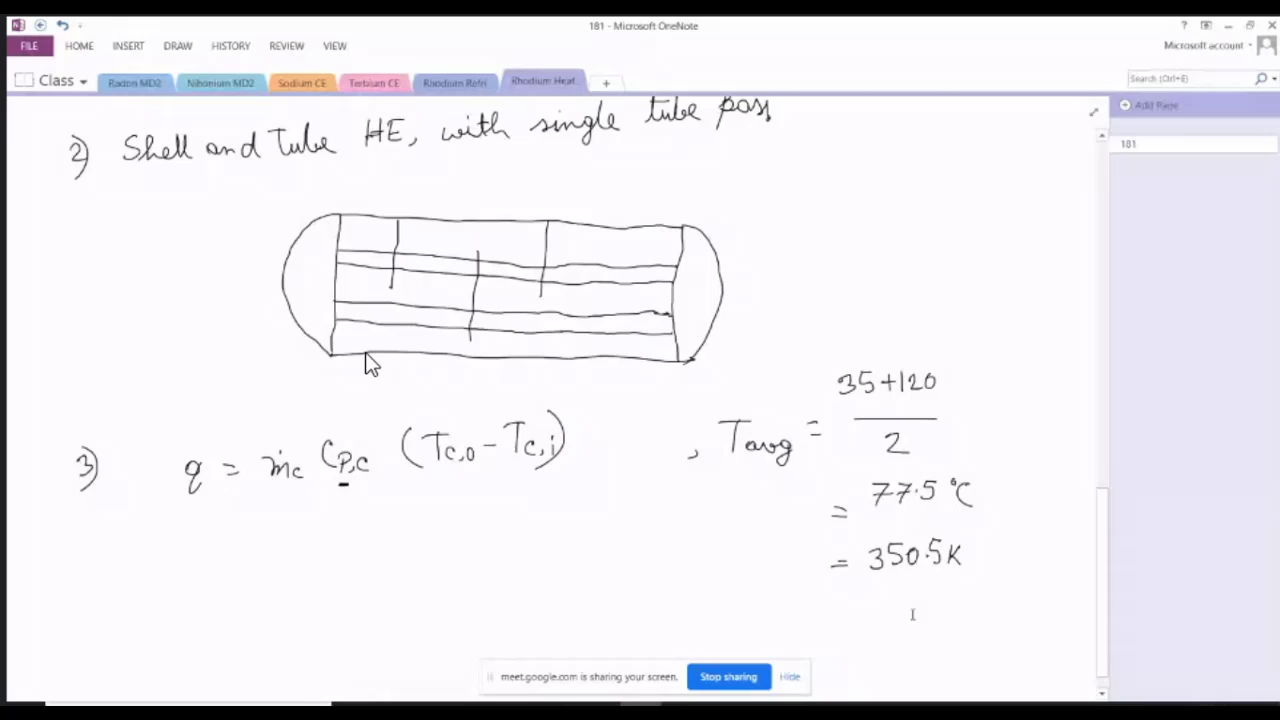 181 - Microsoft OneNote
?
FILE HOME INSERT DRAW HISTORY REVIEW VIEW
Microsoft account
Class Radon MD2 Nihonium MD2 Sodium CE Terbium CE Rhodium Refri Rhodium Heat +
Search (Ctrl+E)
Add Page
181
2) Shell and Tube HE, with single tube pass
3) q = ṁc Cp,c (Tc,o - Tc,i) , Tavg = 35+120
2
= 77.5 °C
= 350.5K
meet.google.com is sharing your screen. Stop sharing Hide